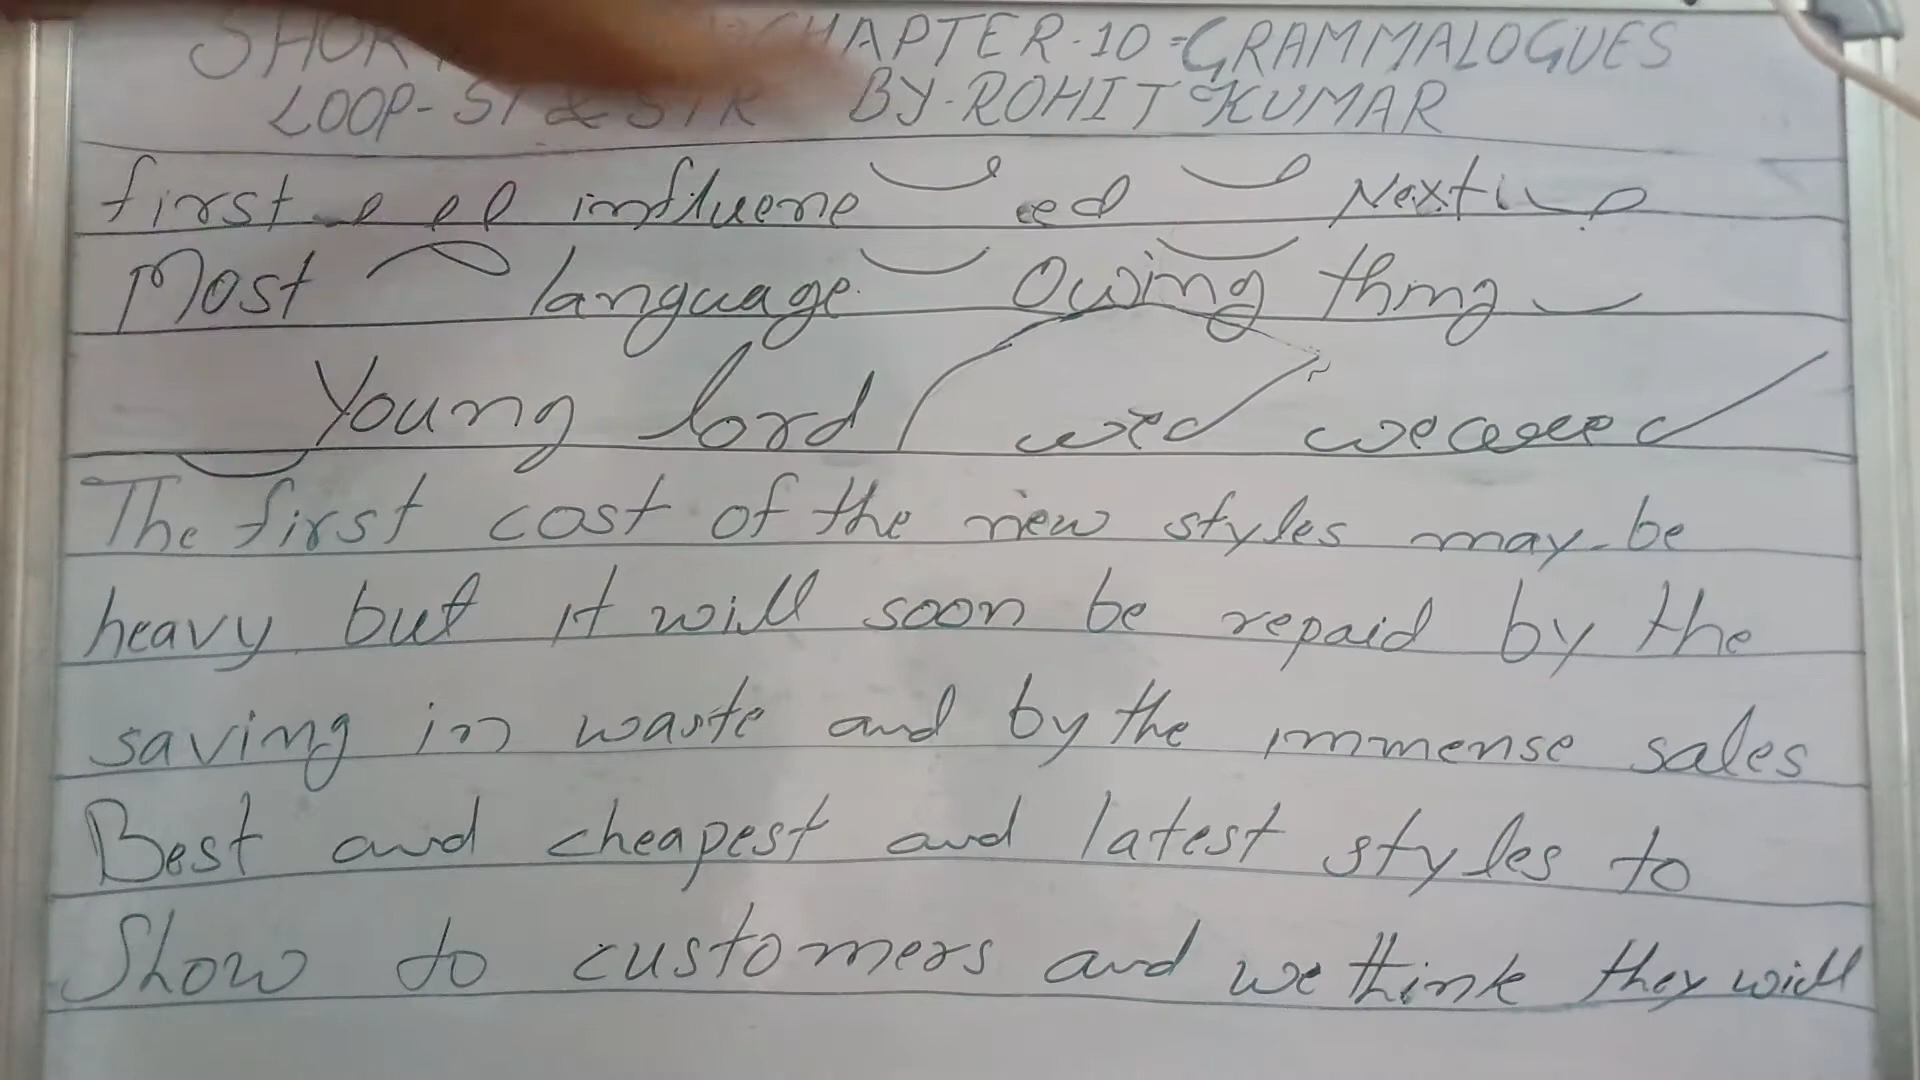 CHAPTER-10=GRAMMALOGUES
LOOP- ST & STR BY-ROHIT KUMAR
first influene ed Next
Most language Owing thing
Young lord
The first cost of the new styles may be
heavy but it will soon be repaid by the
saving in waste and by the immense sales
Best and cheapest and latest styles to
Show to customers and we think they will